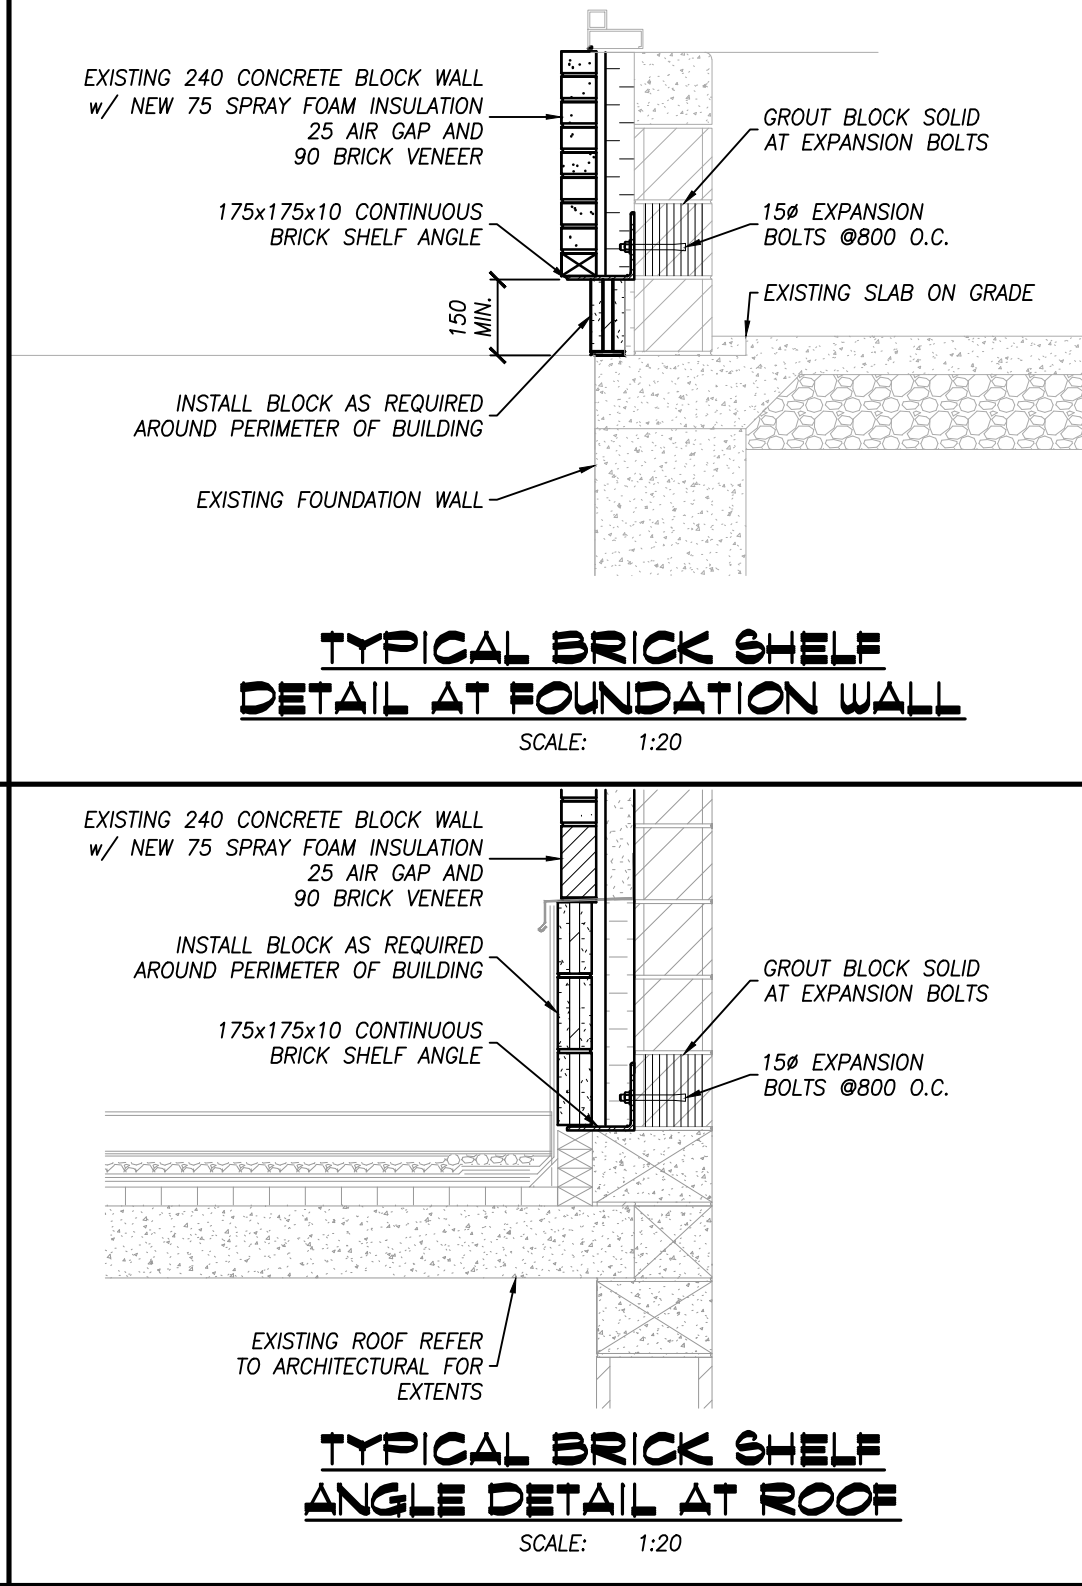 EXISTING 240 CONCRETE BLOCK WALL
w/ NEW 75 SPRAY FOAM INSULATION
25 AIR GAP AND
90 BRICK VENEER
GROUT BLOCK SOLID
AT EXPANSION BOLTS
175x175x10 CONTINUOUS
BRICK SHELF ANGLE
15ø EXPANSION
BOLTS @800 O.C.
150
MIN.
EXISTING SLAB ON GRADE
INSTALL BLOCK AS REQUIRED
AROUND PERIMETER OF BUILDING
EXISTING FOUNDATION WALL
TYPICAL BRICK SHELF
DETAIL AT FOUNDATION WALL
SCALE: 1:20
EXISTING 240 CONCRETE BLOCK WALL
w/ NEW 75 SPRAY FOAM INSULATION
25 AIR GAP AND
90 BRICK VENEER
INSTALL BLOCK AS REQUIRED
AROUND PERIMETER OF BUILDING
GROUT BLOCK SOLID
AT EXPANSION BOLTS
175x175x10 CONTINUOUS
BRICK SHELF ANGLE
15ø EXPANSION
BOLTS @800 O.C.
EXISTING ROOF REFER
TO ARCHITECTURAL FOR
EXTENTS
TYPICAL BRICK SHELF
ANGLE DETAIL AT ROOF
SCALE: 1:20